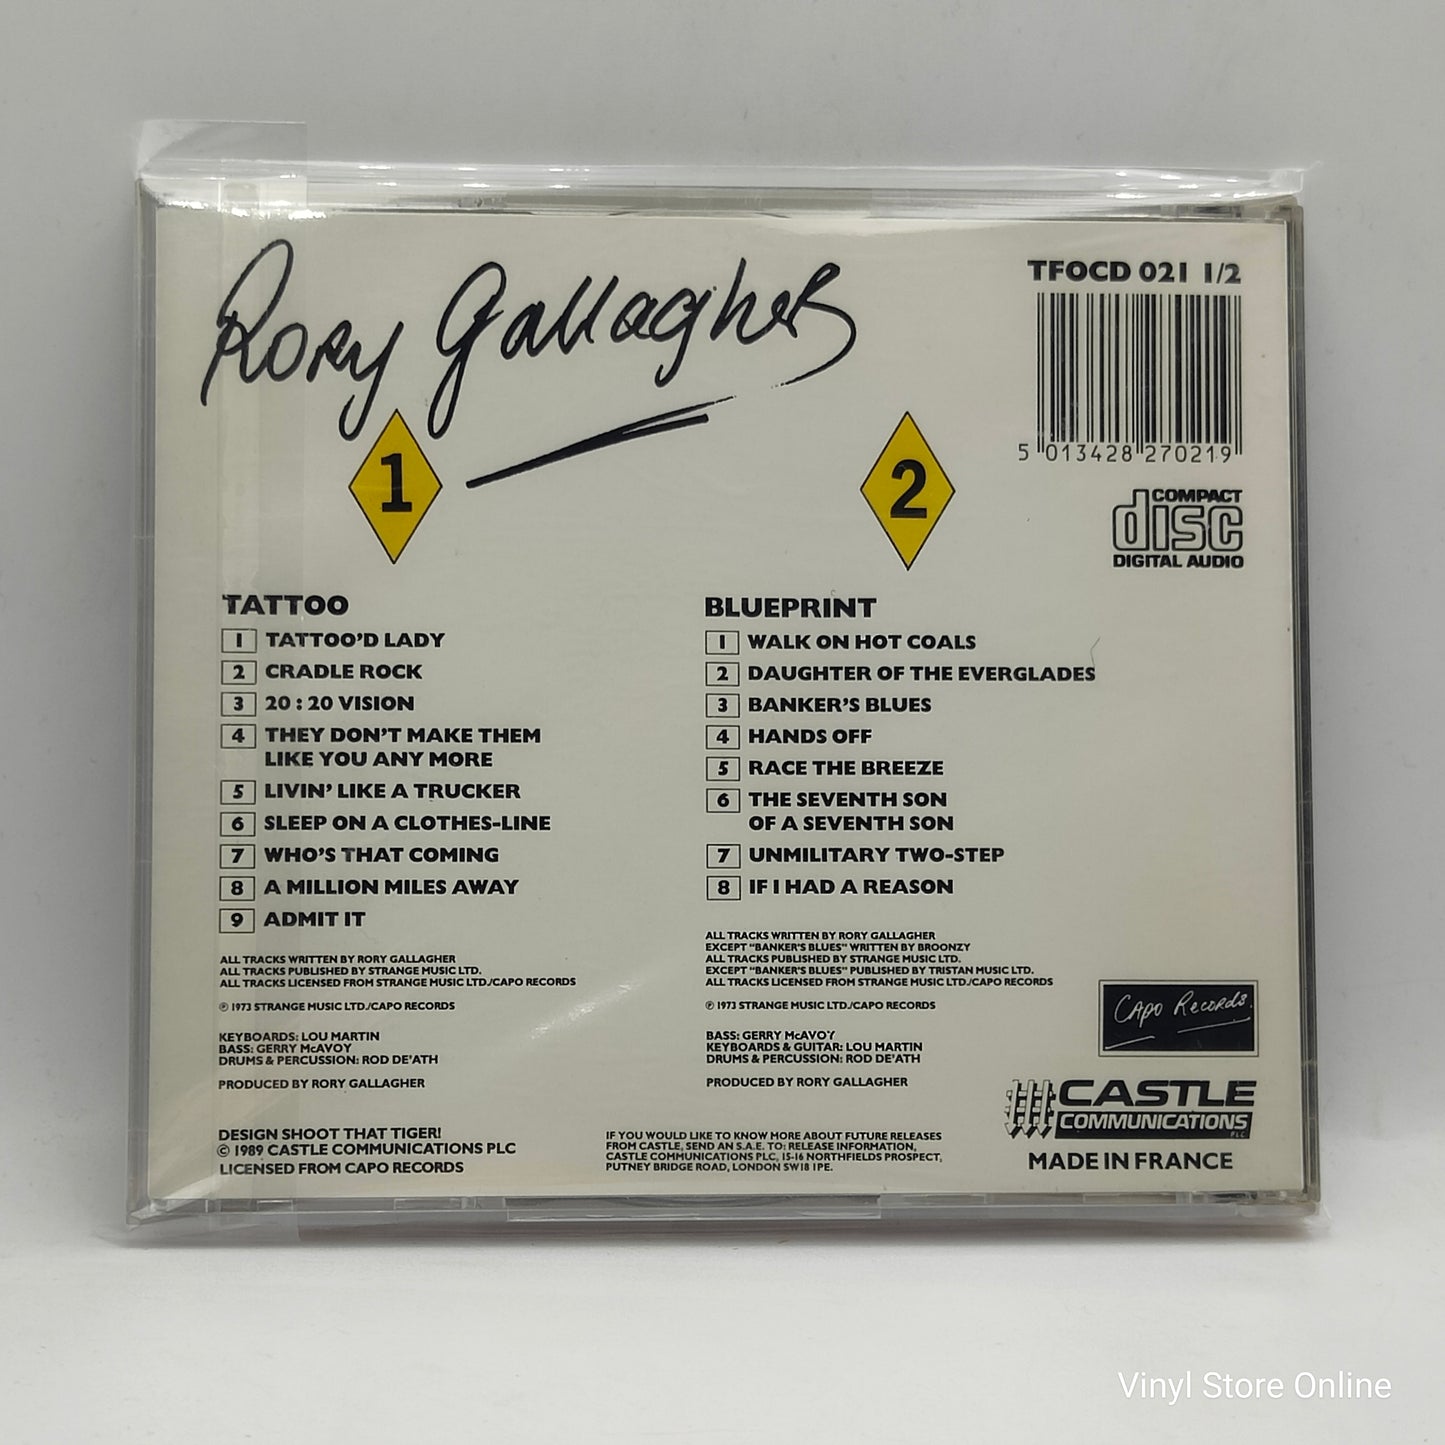 Rory Gallagher
TFOCD 021 1/2
5 013428 270219
COMPACT
disc
DIGITAL AUDIO
1
TATTOO
1 TATTOO'D LADY
2 CRADLE ROCK
3 20 : 20 VISION
4 THEY DON'T MAKE THEM
LIKE YOU ANY MORE
5 LIVIN' LIKE A TRUCKER
6 SLEEP ON A CLOTHES-LINE
7 WHO'S THAT COMING
8 A MILLION MILES AWAY
9 ADMIT IT
ALL TRACKS WRITTEN BY RORY GALLAGHER
ALL TRACKS PUBLISHED BY STRANGE MUSIC LTD.
ALL TRACKS LICENSED FROM STRANGE MUSIC LTD./CAPO RECORDS
℗ 1973 STRANGE MUSIC LTD./CAPO RECORDS
KEYBOARDS: LOU MARTIN
BASS: GERRY McAVOY
DRUMS & PERCUSSION: ROD DE'ATH
PRODUCED BY RORY GALLAGHER
2
BLUEPRINT
1 WALK ON HOT COALS
2 DAUGHTER OF THE EVERGLADES
3 BANKER'S BLUES
4 HANDS OFF
5 RACE THE BREEZE
6 THE SEVENTH SON
OF A SEVENTH SON
7 UNMILITARY TWO-STEP
8 IF I HAD A REASON
ALL TRACKS WRITTEN BY RORY GALLAGHER
EXCEPT "BANKER'S BLUES" WRITTEN BY BROONZY
ALL TRACKS PUBLISHED BY STRANGE MUSIC LTD.
EXCEPT "BANKER'S BLUES" PUBLISHED BY TRISTAN MUSIC LTD.
ALL TRACKS LICENSED FROM STRANGE MUSIC LTD./CAPO RECORDS
℗ 1973 STRANGE MUSIC LTD./CAPO RECORDS
BASS: GERRY McAVOY
KEYBOARDS & GUITAR: LOU MARTIN
DRUMS & PERCUSSION: ROD DE'ATH
PRODUCED BY RORY GALLAGHER
Capo Records.
CASTLE
COMMUNICATIONS
PLC
MADE IN FRANCE
DESIGN SHOOT THAT TIGER!
© 1989 CASTLE COMMUNICATIONS PLC
LICENSED FROM CAPO RECORDS
IF YOU WOULD LIKE TO KNOW MORE ABOUT FUTURE RELEASES
FROM CASTLE, SEND AN S.A.E. TO: RELEASE INFORMATION,
CASTLE COMMUNICATIONS PLC, 15-16 NORTHFIELDS PROSPECT,
PUTNEY BRIDGE ROAD, LONDON SW18 1PE.
Vinyl Store Online